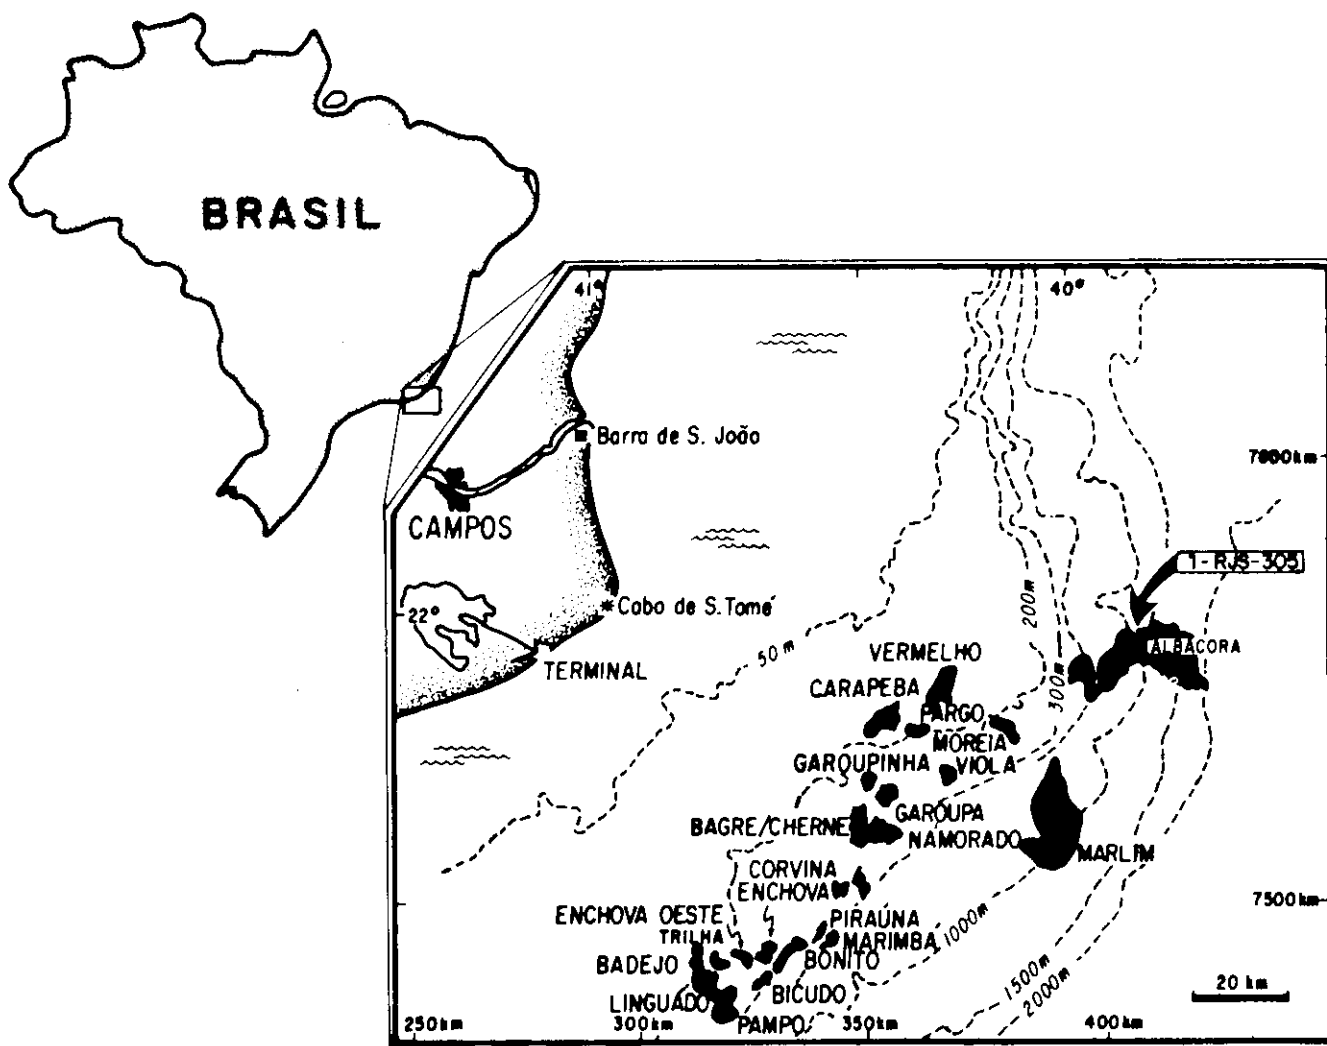 BRASIL
41°
40°
Barra de S. João
7600km
CAMPOS
1-RJS-305
22°
Cabo de S. Tomé
200m
50m
300m
ALBACORA
TERMINAL
VERMELHO
CARAPEBA
PARGO
MOREIA
GAROUPINHA
VIOLA
GAROUPA
BAGRE/CHERNE
NAMORADO
MARLIM
CORVINA
ENCHOVA
7500km
ENCHOVA OESTE
PIRAÚNA
TRILHA
MARIMBA
1000m
BADEJO
BONITO
1500m
20 km
LINGUADO
BICUDO
2000m
PAMPO
250km
300km
350km
400km